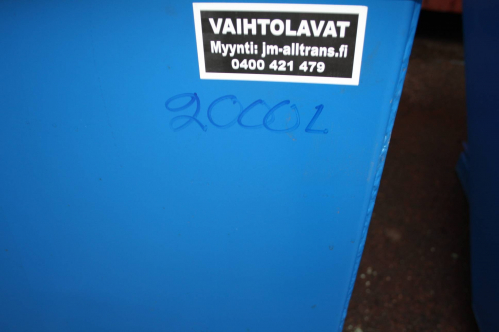 VAIHTOLAVAT
Myynti: jm-alltrans.fi
0400 421 479
2000L